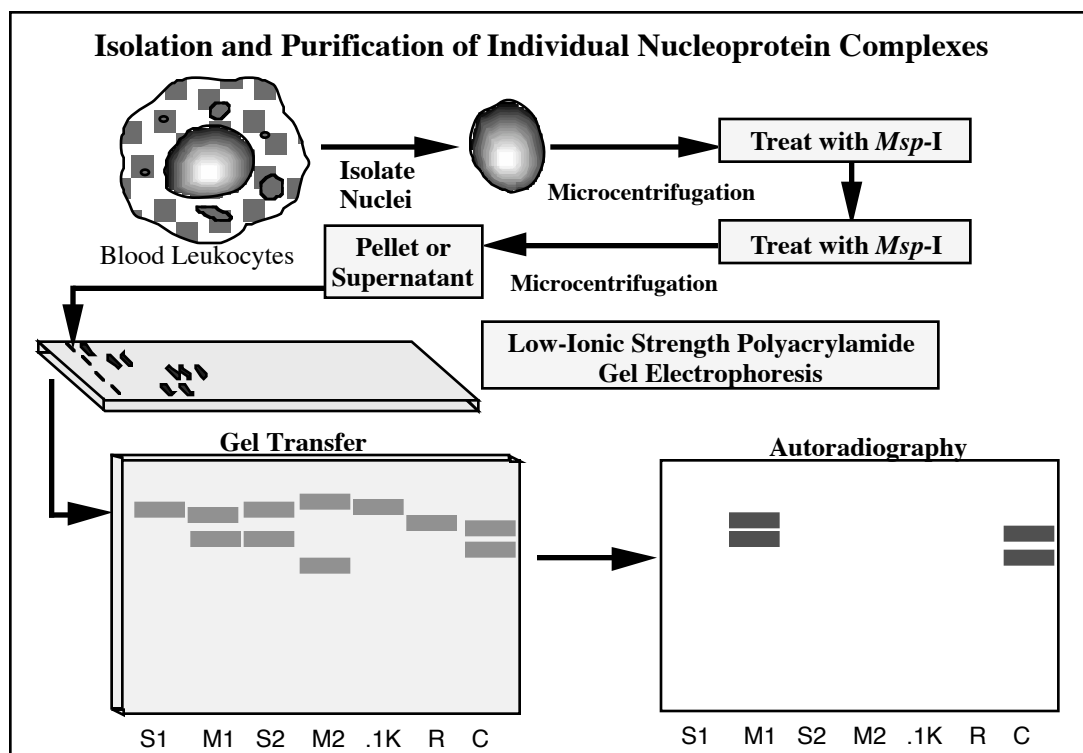 Isolation and Purification of Individual Nucleoprotein Complexes
Isolate
Nuclei
Microcentrifugation
Treat with Msp-I
Blood Leukocytes
Pellet or
Supernatant
Microcentrifugation
Treat with Msp-I
Low-Ionic Strength Polyacrylamide
Gel Electrophoresis
Gel Transfer
Autoradiography
S1 M1 S2 M2 .1K R C
S1 M1 S2 M2 .1K R C